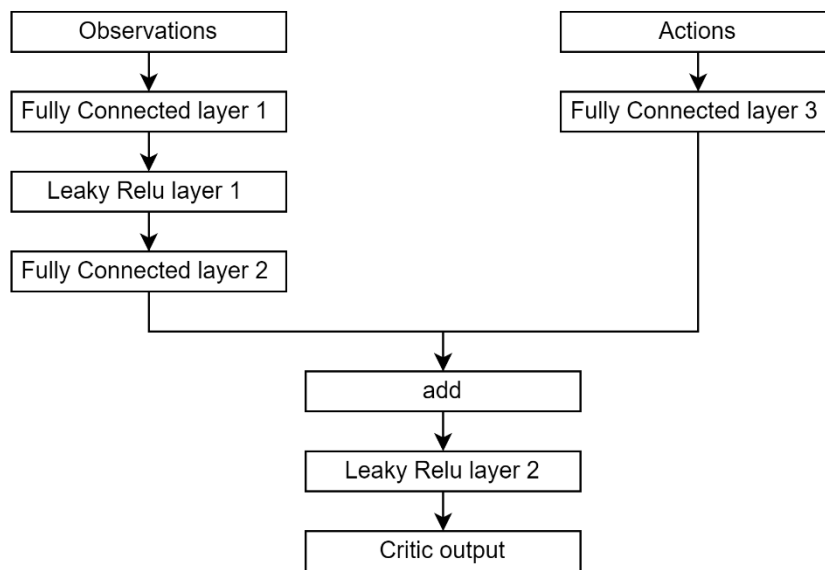 Observations
Actions
Fully Connected layer 1
Fully Connected layer 3
Leaky Relu layer 1
Fully Connected layer 2
add
Leaky Relu layer 2
Critic output